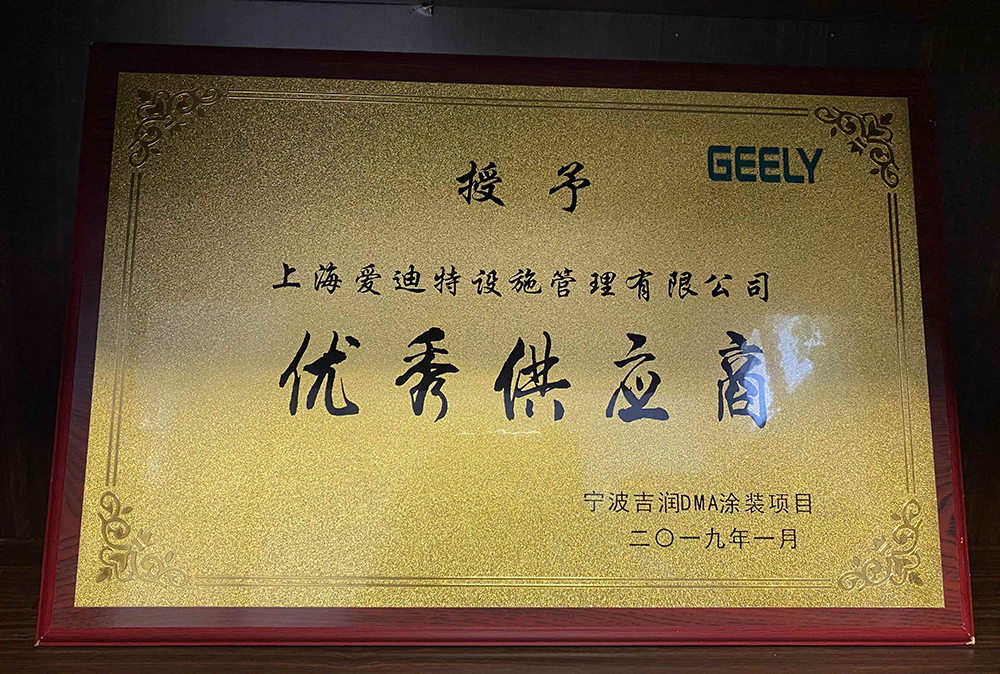 GEELY
授予
上海爱迪特设施管理有限公司
优秀供应商
宁波吉润DMA涂装项目
二〇一九年一月